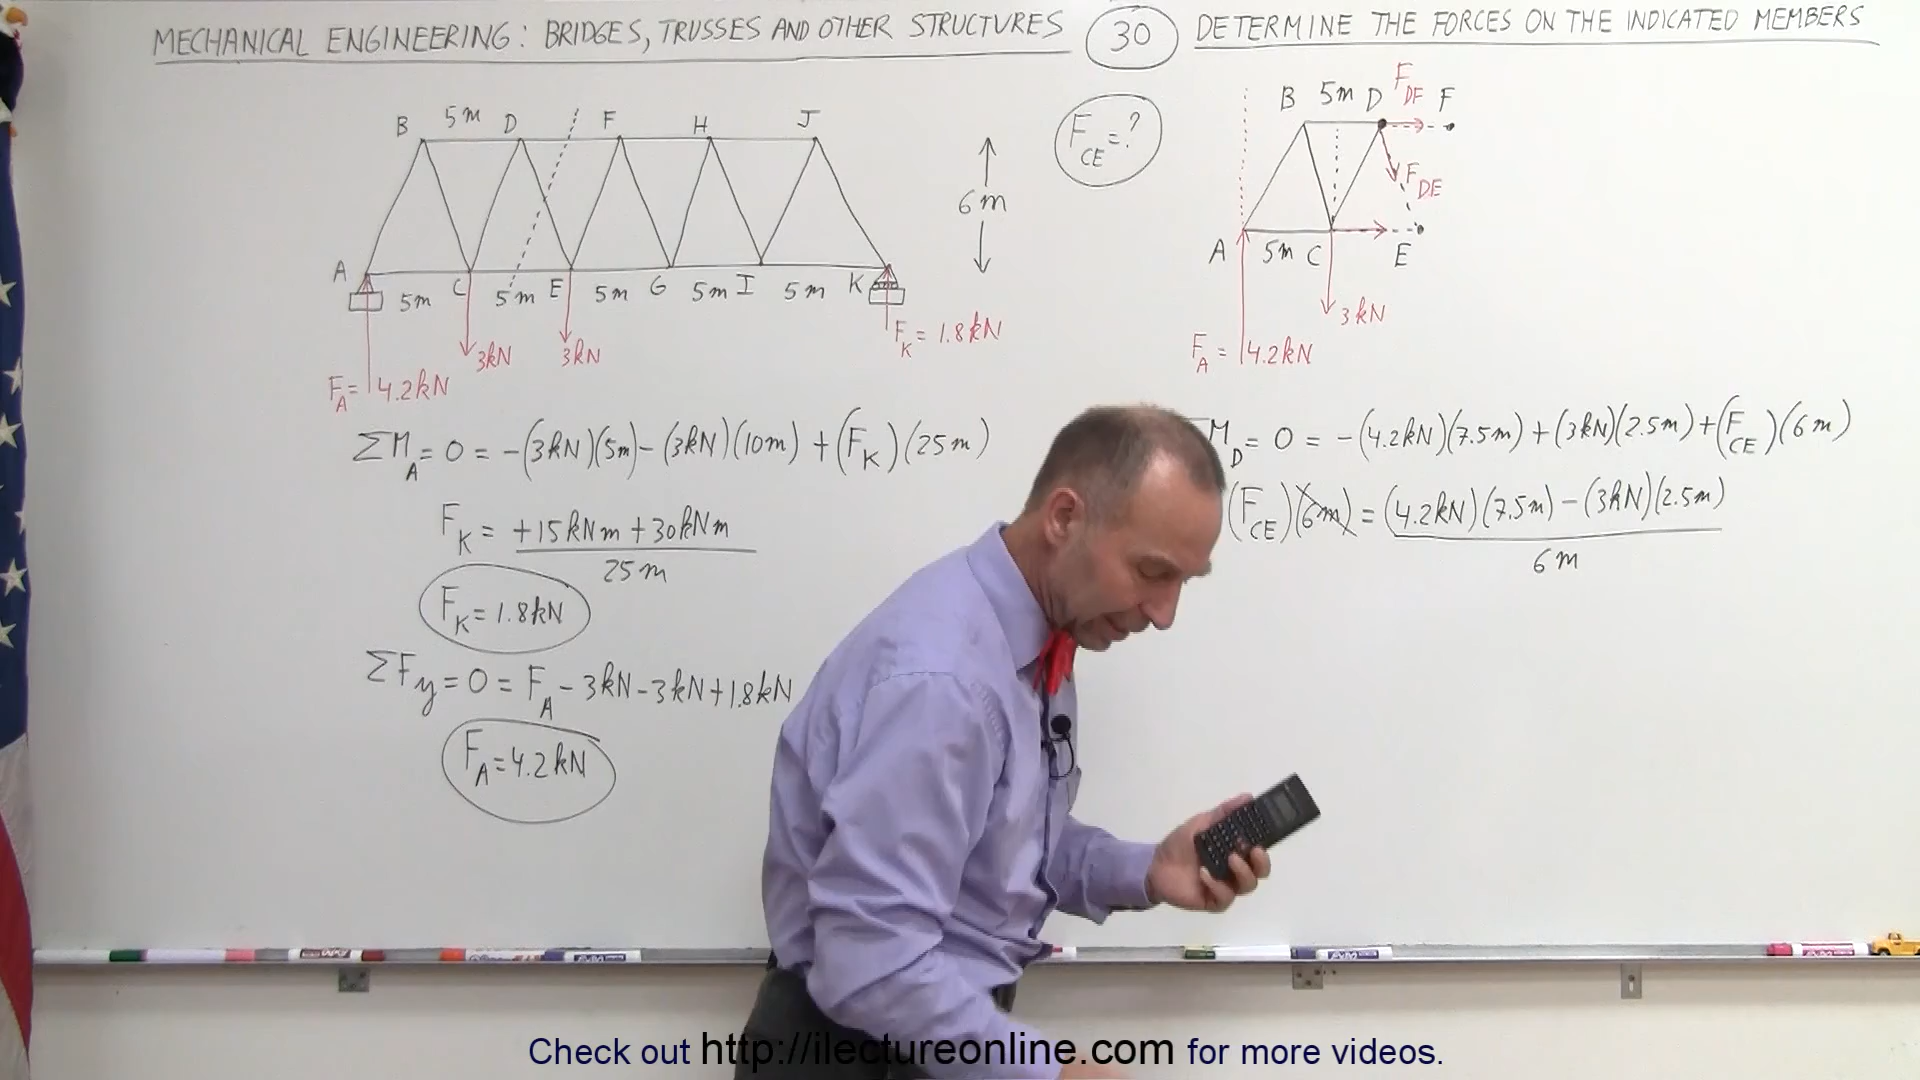 MECHANICAL ENGINEERING: BRIDGES, TRUSSES AND OTHER STRUCTURES 30 DETERMINE THE FORCES ON THE INDICATED MEMBERS
B 5m D F H J
A 5m C 5m E 5m G 5m I 5m K
6m
3kN 3kN
F_K = 1.8kN
F_A = 4.2kN
F_CE = ?
B 5m D F_DF F
F_DE
A 5m C E
3kN
F_A = 4.2kN
ΣM_A = 0 = -(3kN)(5m) - (3kN)(10m) + (F_K)(25m)
F_K = +15kNm + 30kNm
25m
F_K = 1.8kN
ΣF_y = 0 = F_A - 3kN - 3kN + 1.8kN
F_A = 4.2kN
M_D = 0 = -(4.2kN)(7.5m) + (3kN)(2.5m) + (F_CE)(6m)
(F_CE)(6m) = (4.2kN)(7.5m) - (3kN)(2.5m)
6m
Check out http://ilectureonline.com for more videos.